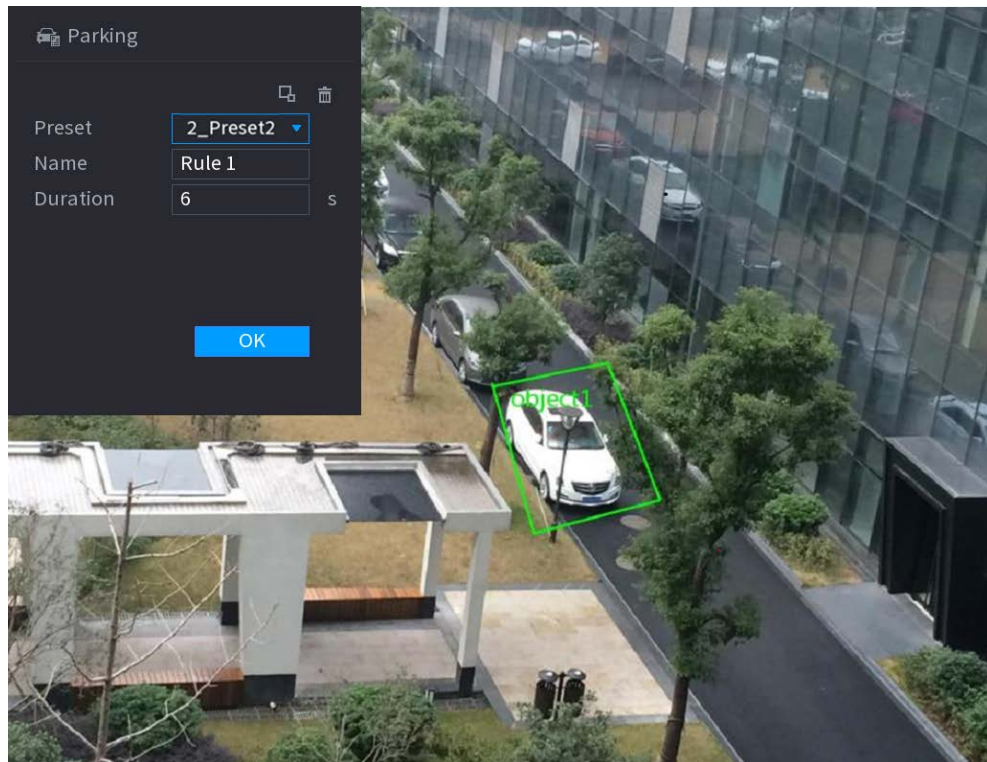 Parking
Preset 2_Preset2
Name Rule 1
Duration 6 s
OK
object1